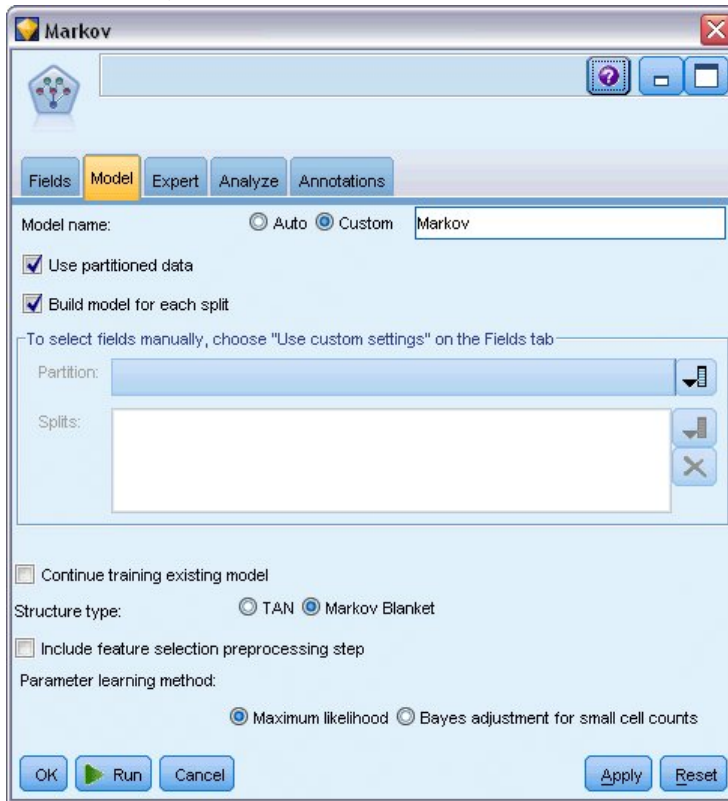 Markov
?
Fields Model Expert Analyze Annotations
Model name: Auto Custom Markov
Use partitioned data
Build model for each split
To select fields manually, choose "Use custom settings" on the Fields tab
Partition:
Splits:
Continue training existing model
Structure type: TAN Markov Blanket
Include feature selection preprocessing step
Parameter learning method:
Maximum likelihood Bayes adjustment for small cell counts
OK Run Cancel Apply Reset